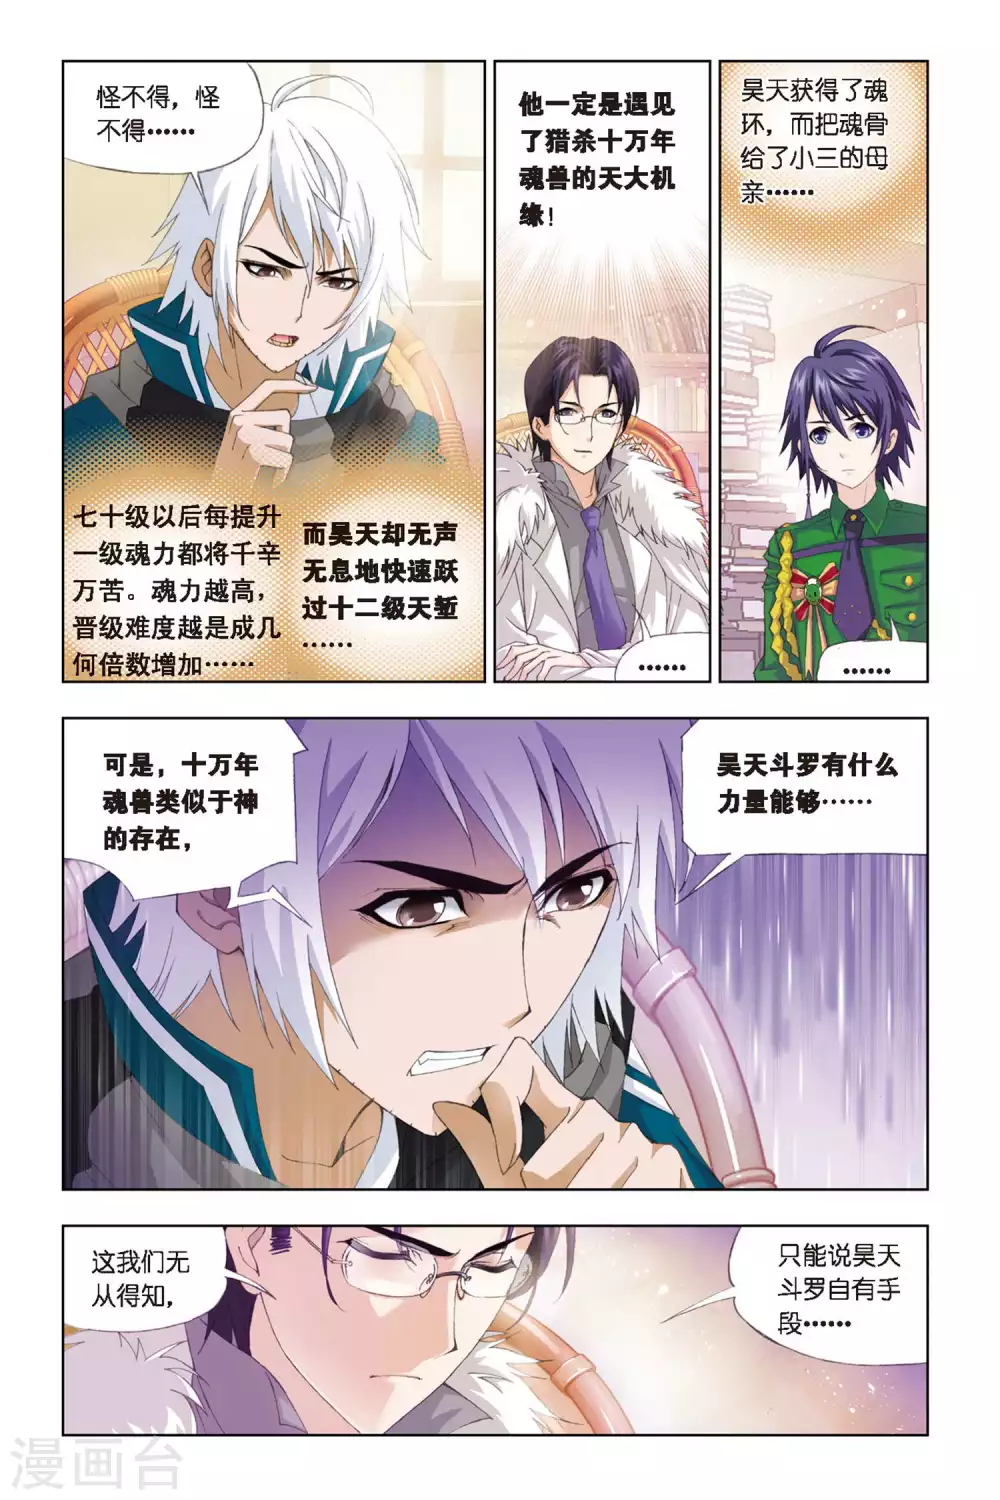 怪不得，怪
不得……
七十级以后每提升
一级魂力都将千辛
万苦。魂力越高，
晋级难度越是成几
何倍数增加……
而昊天却无声
无息地快速跃
过十二级天堑
……
他一定是遇见
了猎杀十万年
魂兽的天大机
缘！
……
昊天获得了魂
环，而把魂骨
给了小三的母
亲……
……
可是，十万年
魂兽类似于神
的存在，
昊天斗罗有什么
力量能够……
这我们无
从得知，
只能说昊天
斗罗自有手
段……
漫画台